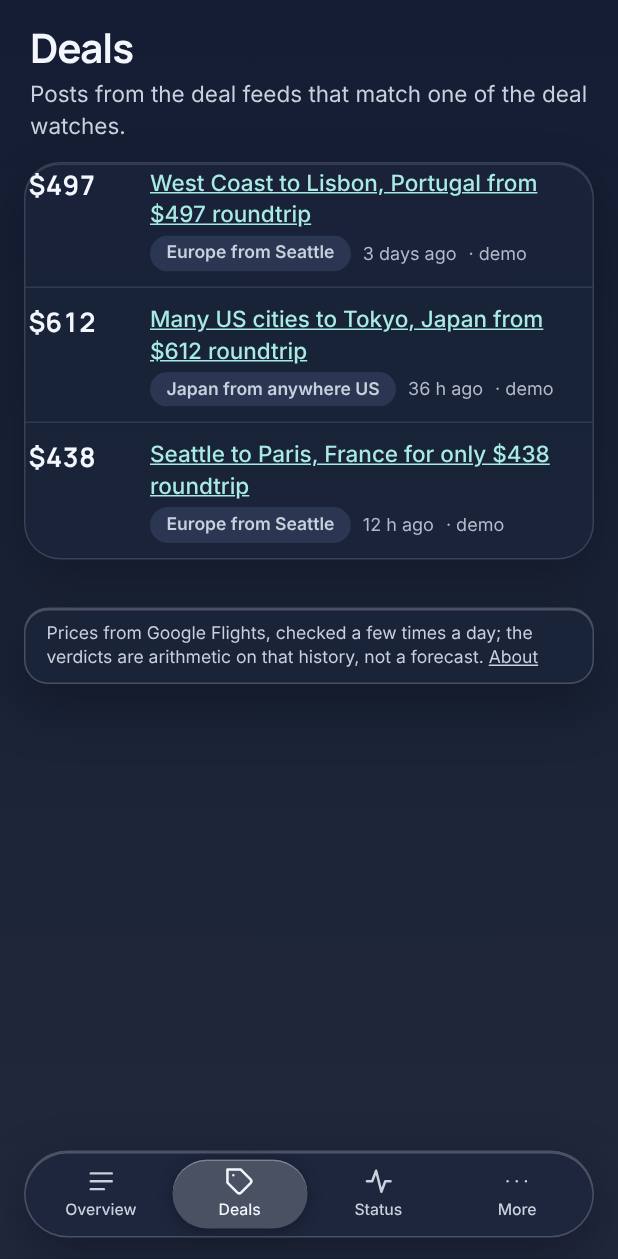 Deals
Posts from the deal feeds that match one of the deal
watches.
$497
West Coast to Lisbon, Portugal from
$497 roundtrip
Europe from Seattle 3 days ago · demo
$612
Many US cities to Tokyo, Japan from
$612 roundtrip
Japan from anywhere US 36 h ago · demo
$438
Seattle to Paris, France for only $438
roundtrip
Europe from Seattle 12 h ago · demo
Prices from Google Flights, checked a few times a day; the
verdicts are arithmetic on that history, not a forecast. About
Overview Deals Status More